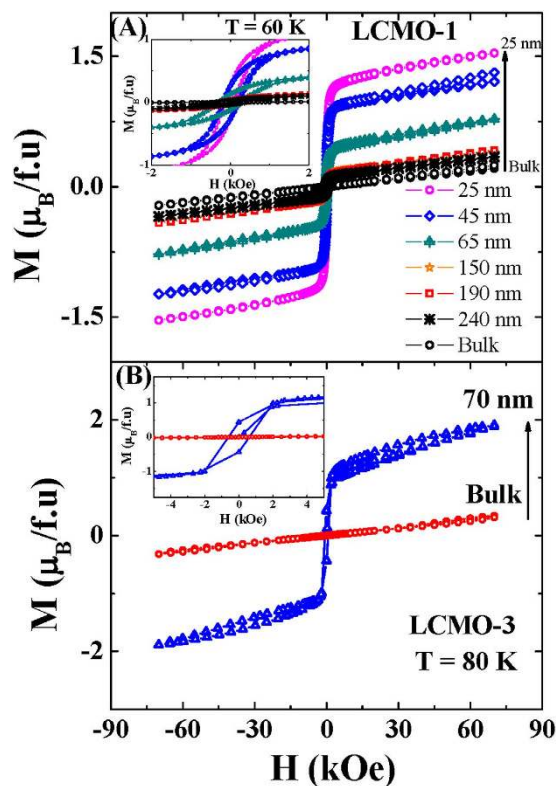 (A)
T = 60 K
LCMO-1
M (μB/f.u)
1
0
-1
-2
0
2
H (kOe)
25 nm
Bulk
1.5
0.0
-1.5
M (μB/f.u)
25 nm
45 nm
65 nm
150 nm
190 nm
240 nm
Bulk
(B)
M (μB/f.u)
1
0
-1
-4
-2
0
2
4
H (kOe)
70 nm
Bulk
2
0
-2
M (μB/f.u)
LCMO-3
T = 80 K
-90
-60
-30
0
30
60
90
H (kOe)